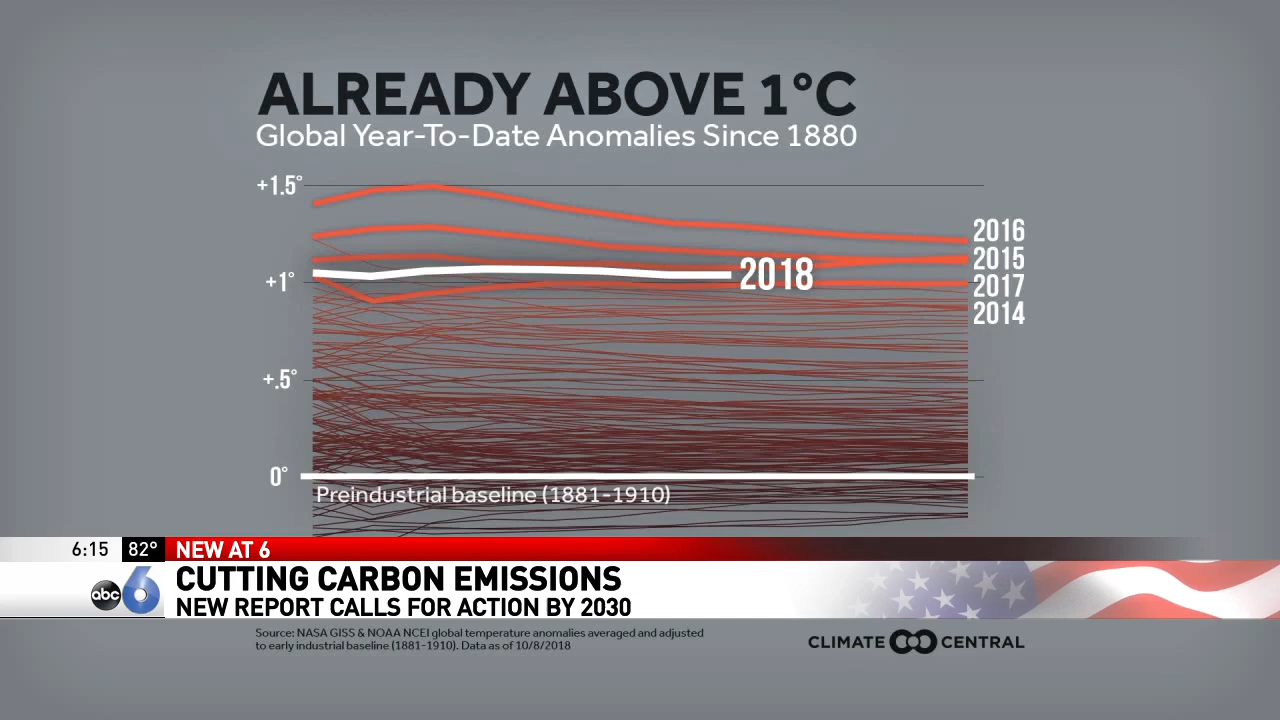 ALREADY ABOVE 1°C
Global Year-To-Date Anomalies Since 1880
+1.5°
2016
2015
+1°
2018
2017
2014
+.5°
0°
Preindustrial baseline (1881-1910)
6:15 82° NEW AT 6
abc 6 CUTTING CARBON EMISSIONS
NEW REPORT CALLS FOR ACTION BY 2030
Source: NASA GISS & NOAA NCEI global temperature anomalies averaged and adjusted
to early industrial baseline (1881-1910). Data as of 10/8/2018
CLIMATE CENTRAL